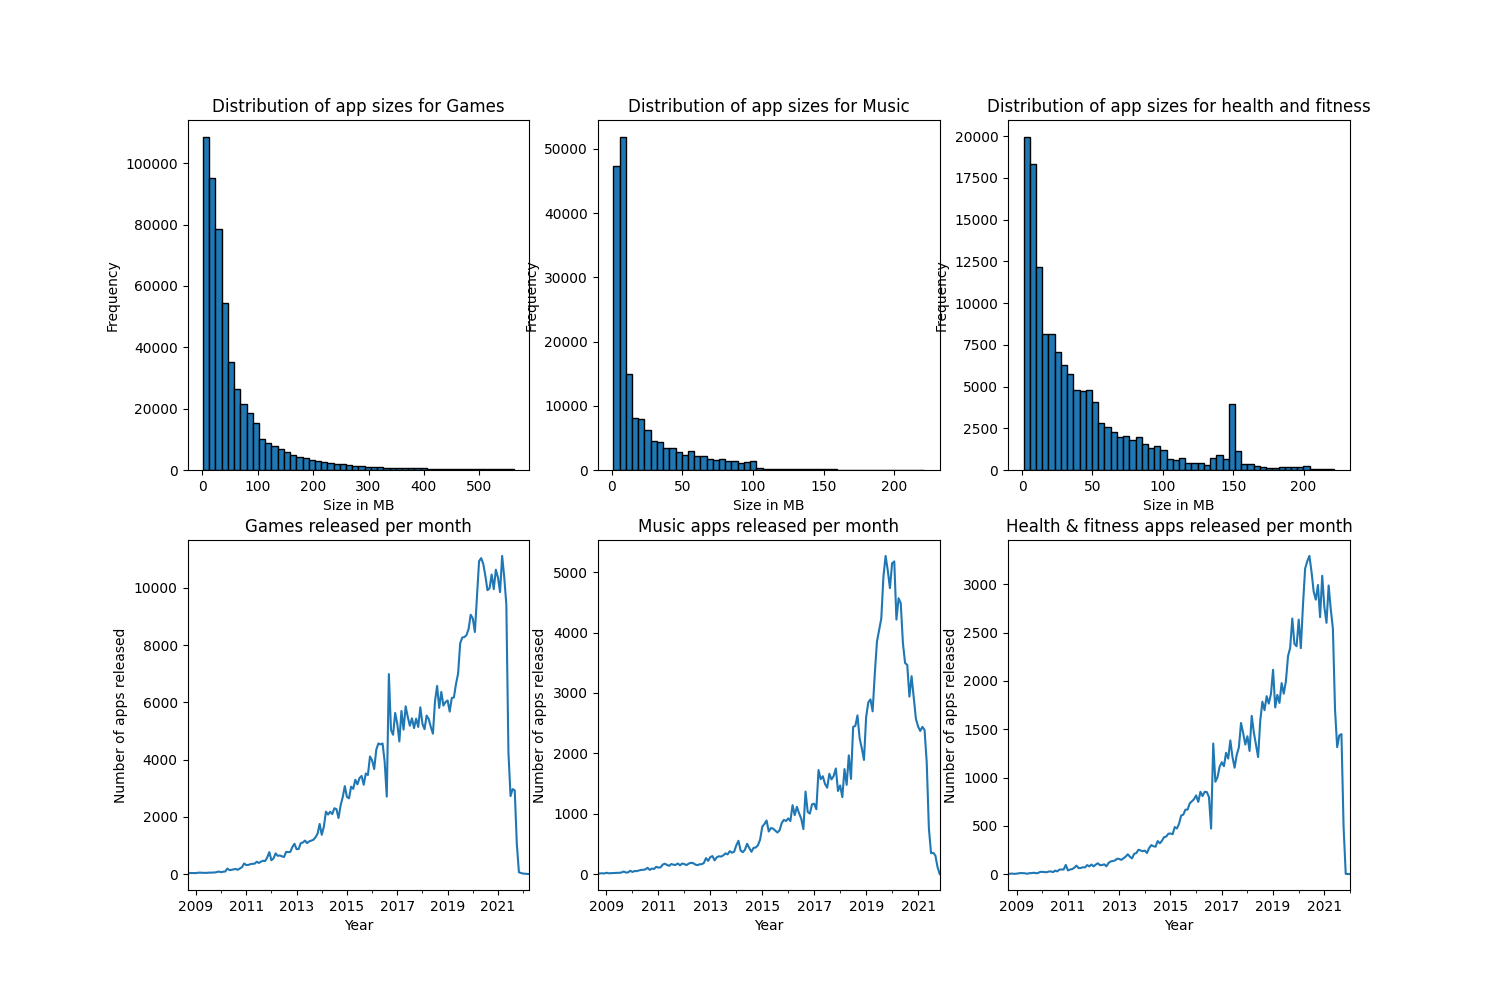 Distribution of app sizes for Games
Distribution of app sizes for Music
Distribution of app sizes for health and fitness
Frequency
100000
80000
60000
40000
20000
0
0 100 200 300 400 500
Size in MB
Frequency
50000
40000
30000
20000
10000
0
0 50 100 150 200
Size in MB
Frequency
20000
17500
15000
12500
10000
7500
5000
2500
0
0 50 100 150 200
Size in MB
Games released per month
Music apps released per month
Health & fitness apps released per month
Number of apps released
10000
8000
6000
4000
2000
0
2009 2011 2013 2015 2017 2019 2021
Year
Number of apps released
5000
4000
3000
2000
1000
0
2009 2011 2013 2015 2017 2019 2021
Year
Number of apps released
3000
2500
2000
1500
1000
500
0
2009 2011 2013 2015 2017 2019 2021
Year